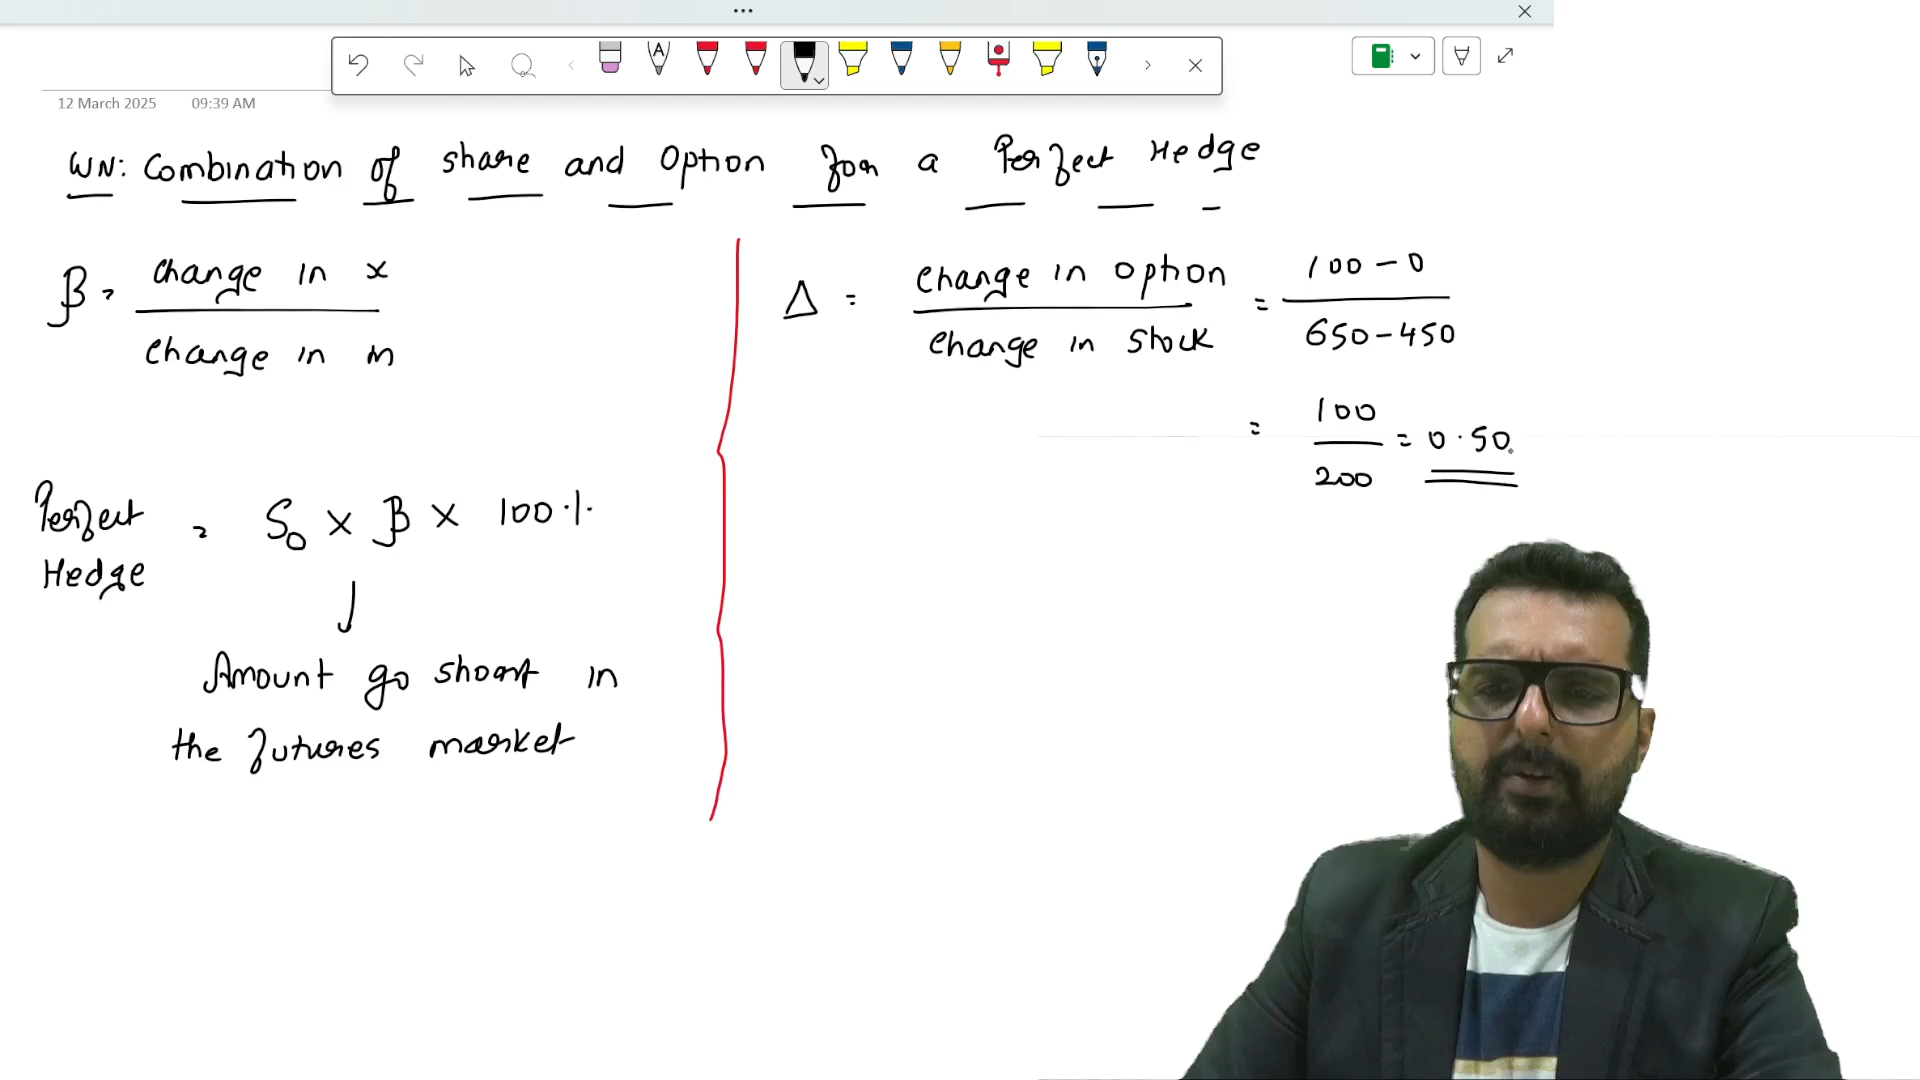 12 March 2025 09:39 AM
WN: Combination of share and Option for a Perfect Hedge
β = change in x / change in m
Δ = change in option / change in stock = 100 - 0 / 650 - 450
= 100 / 200 = 0.50
Perfect Hedge = S₀ × β × 100%
↓
Amount go short in
the futures market